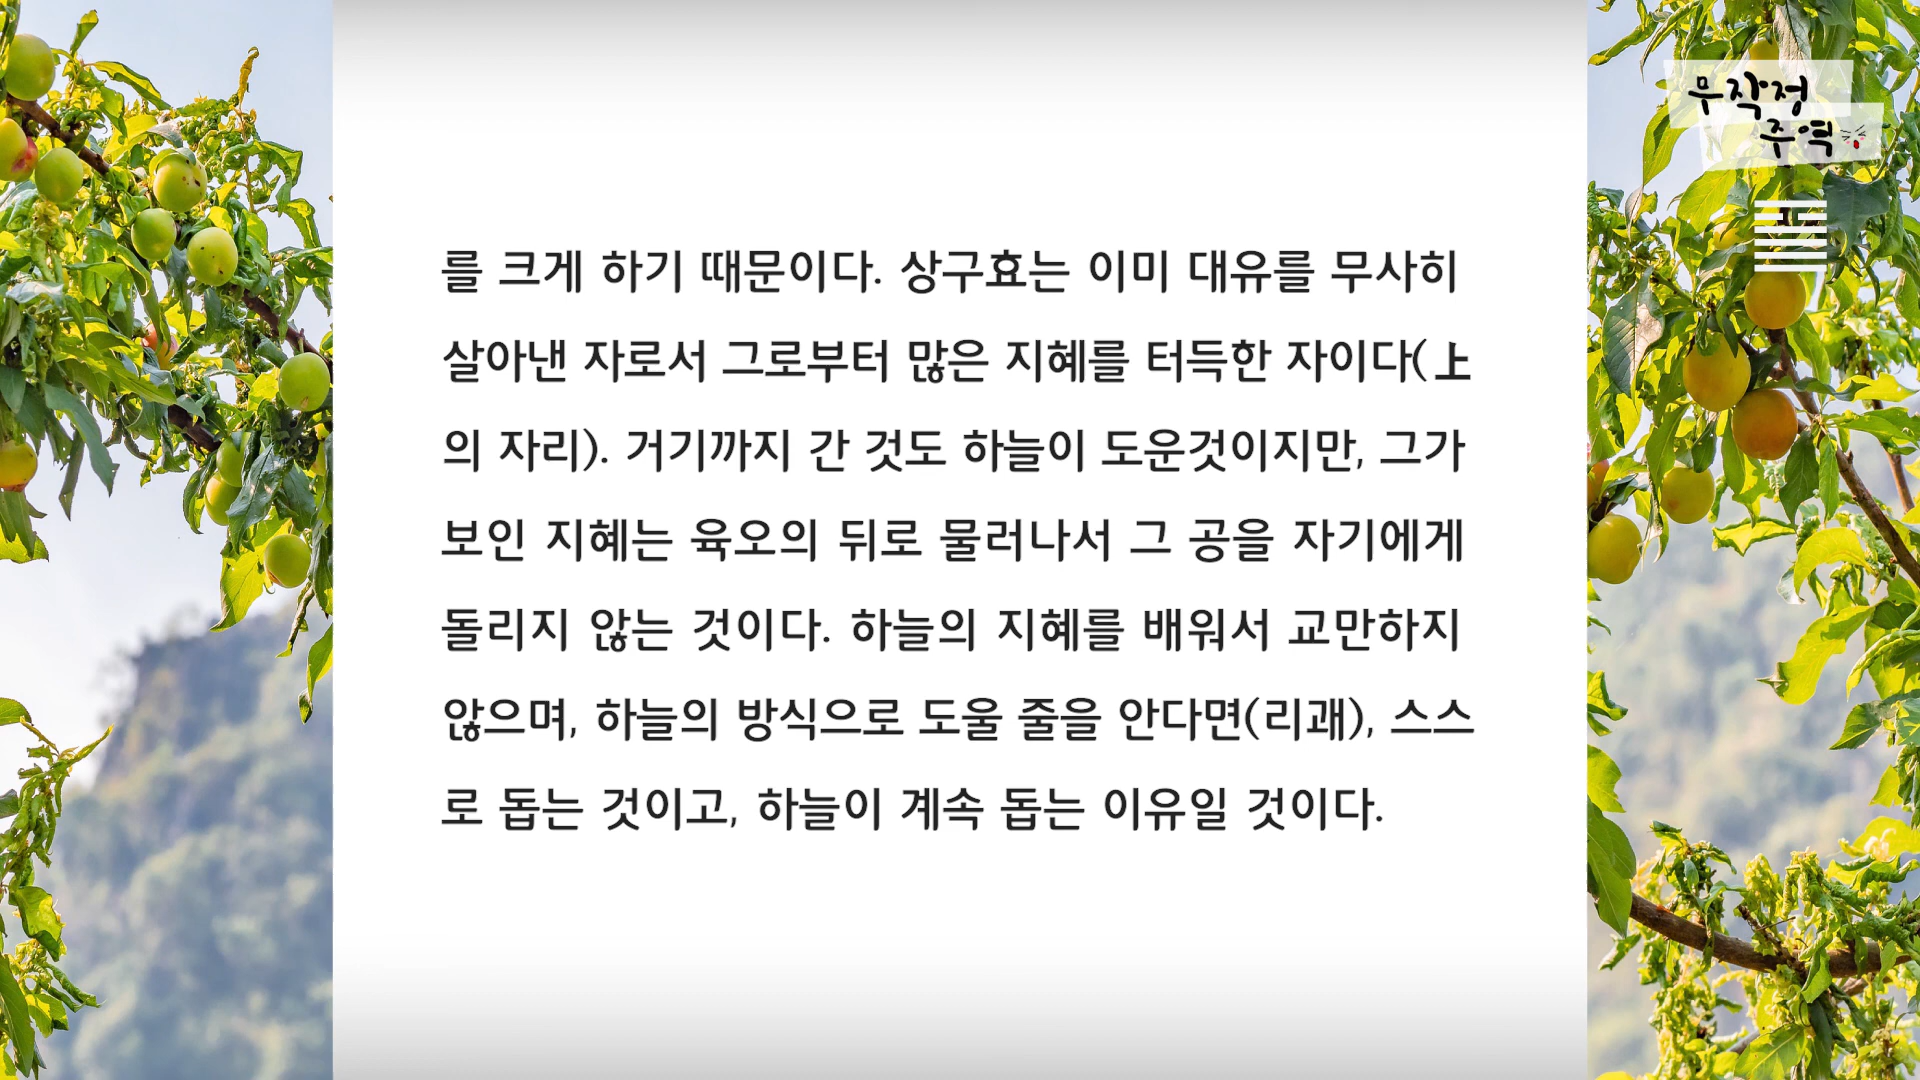 무작정
주역
를 크게 하기 때문이다. 상구효는 이미 대유를 무사히
살아낸 자로서 그로부터 많은 지혜를 터득한 자이다(上
의 자리). 거기까지 간 것도 하늘이 도운것이지만, 그가
보인 지혜는 육오의 뒤로 물러나서 그 공을 자기에게
돌리지 않는 것이다. 하늘의 지혜를 배워서 교만하지
않으며, 하늘의 방식으로 도울 줄을 안다면(리괘), 스스
로 돕는 것이고, 하늘이 계속 돕는 이유일 것이다.